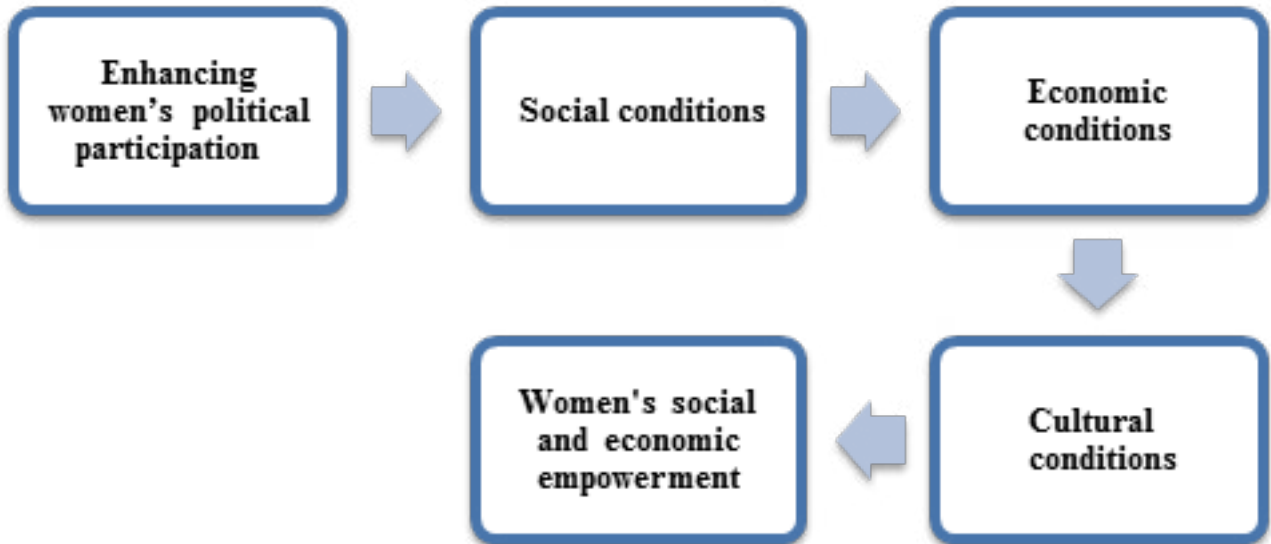 Enhancing
women’s political
participation
Social conditions
Economic
conditions
Cultural
conditions
Women's social
and economic
empowerment